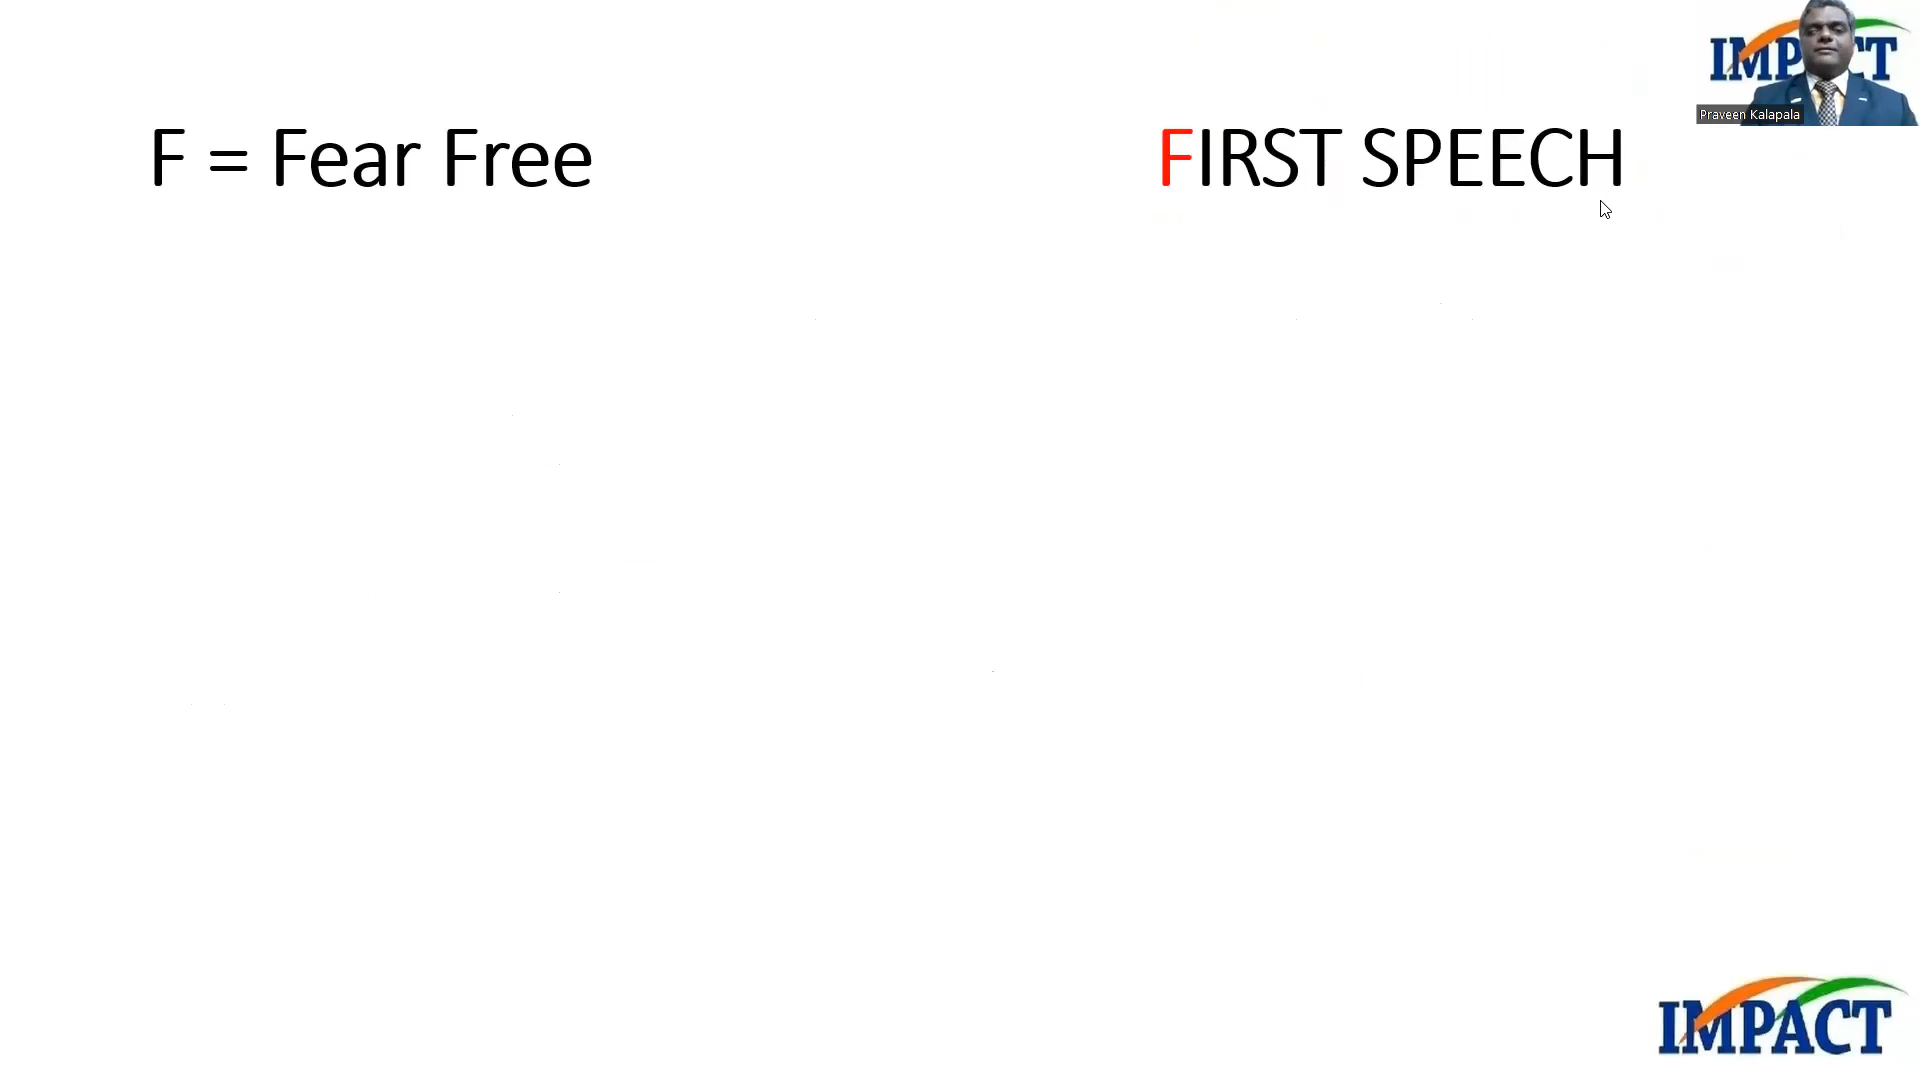 IMPACT
Praveen Kalapala
F = Fear Free
FIRST SPEECH
IMPACT